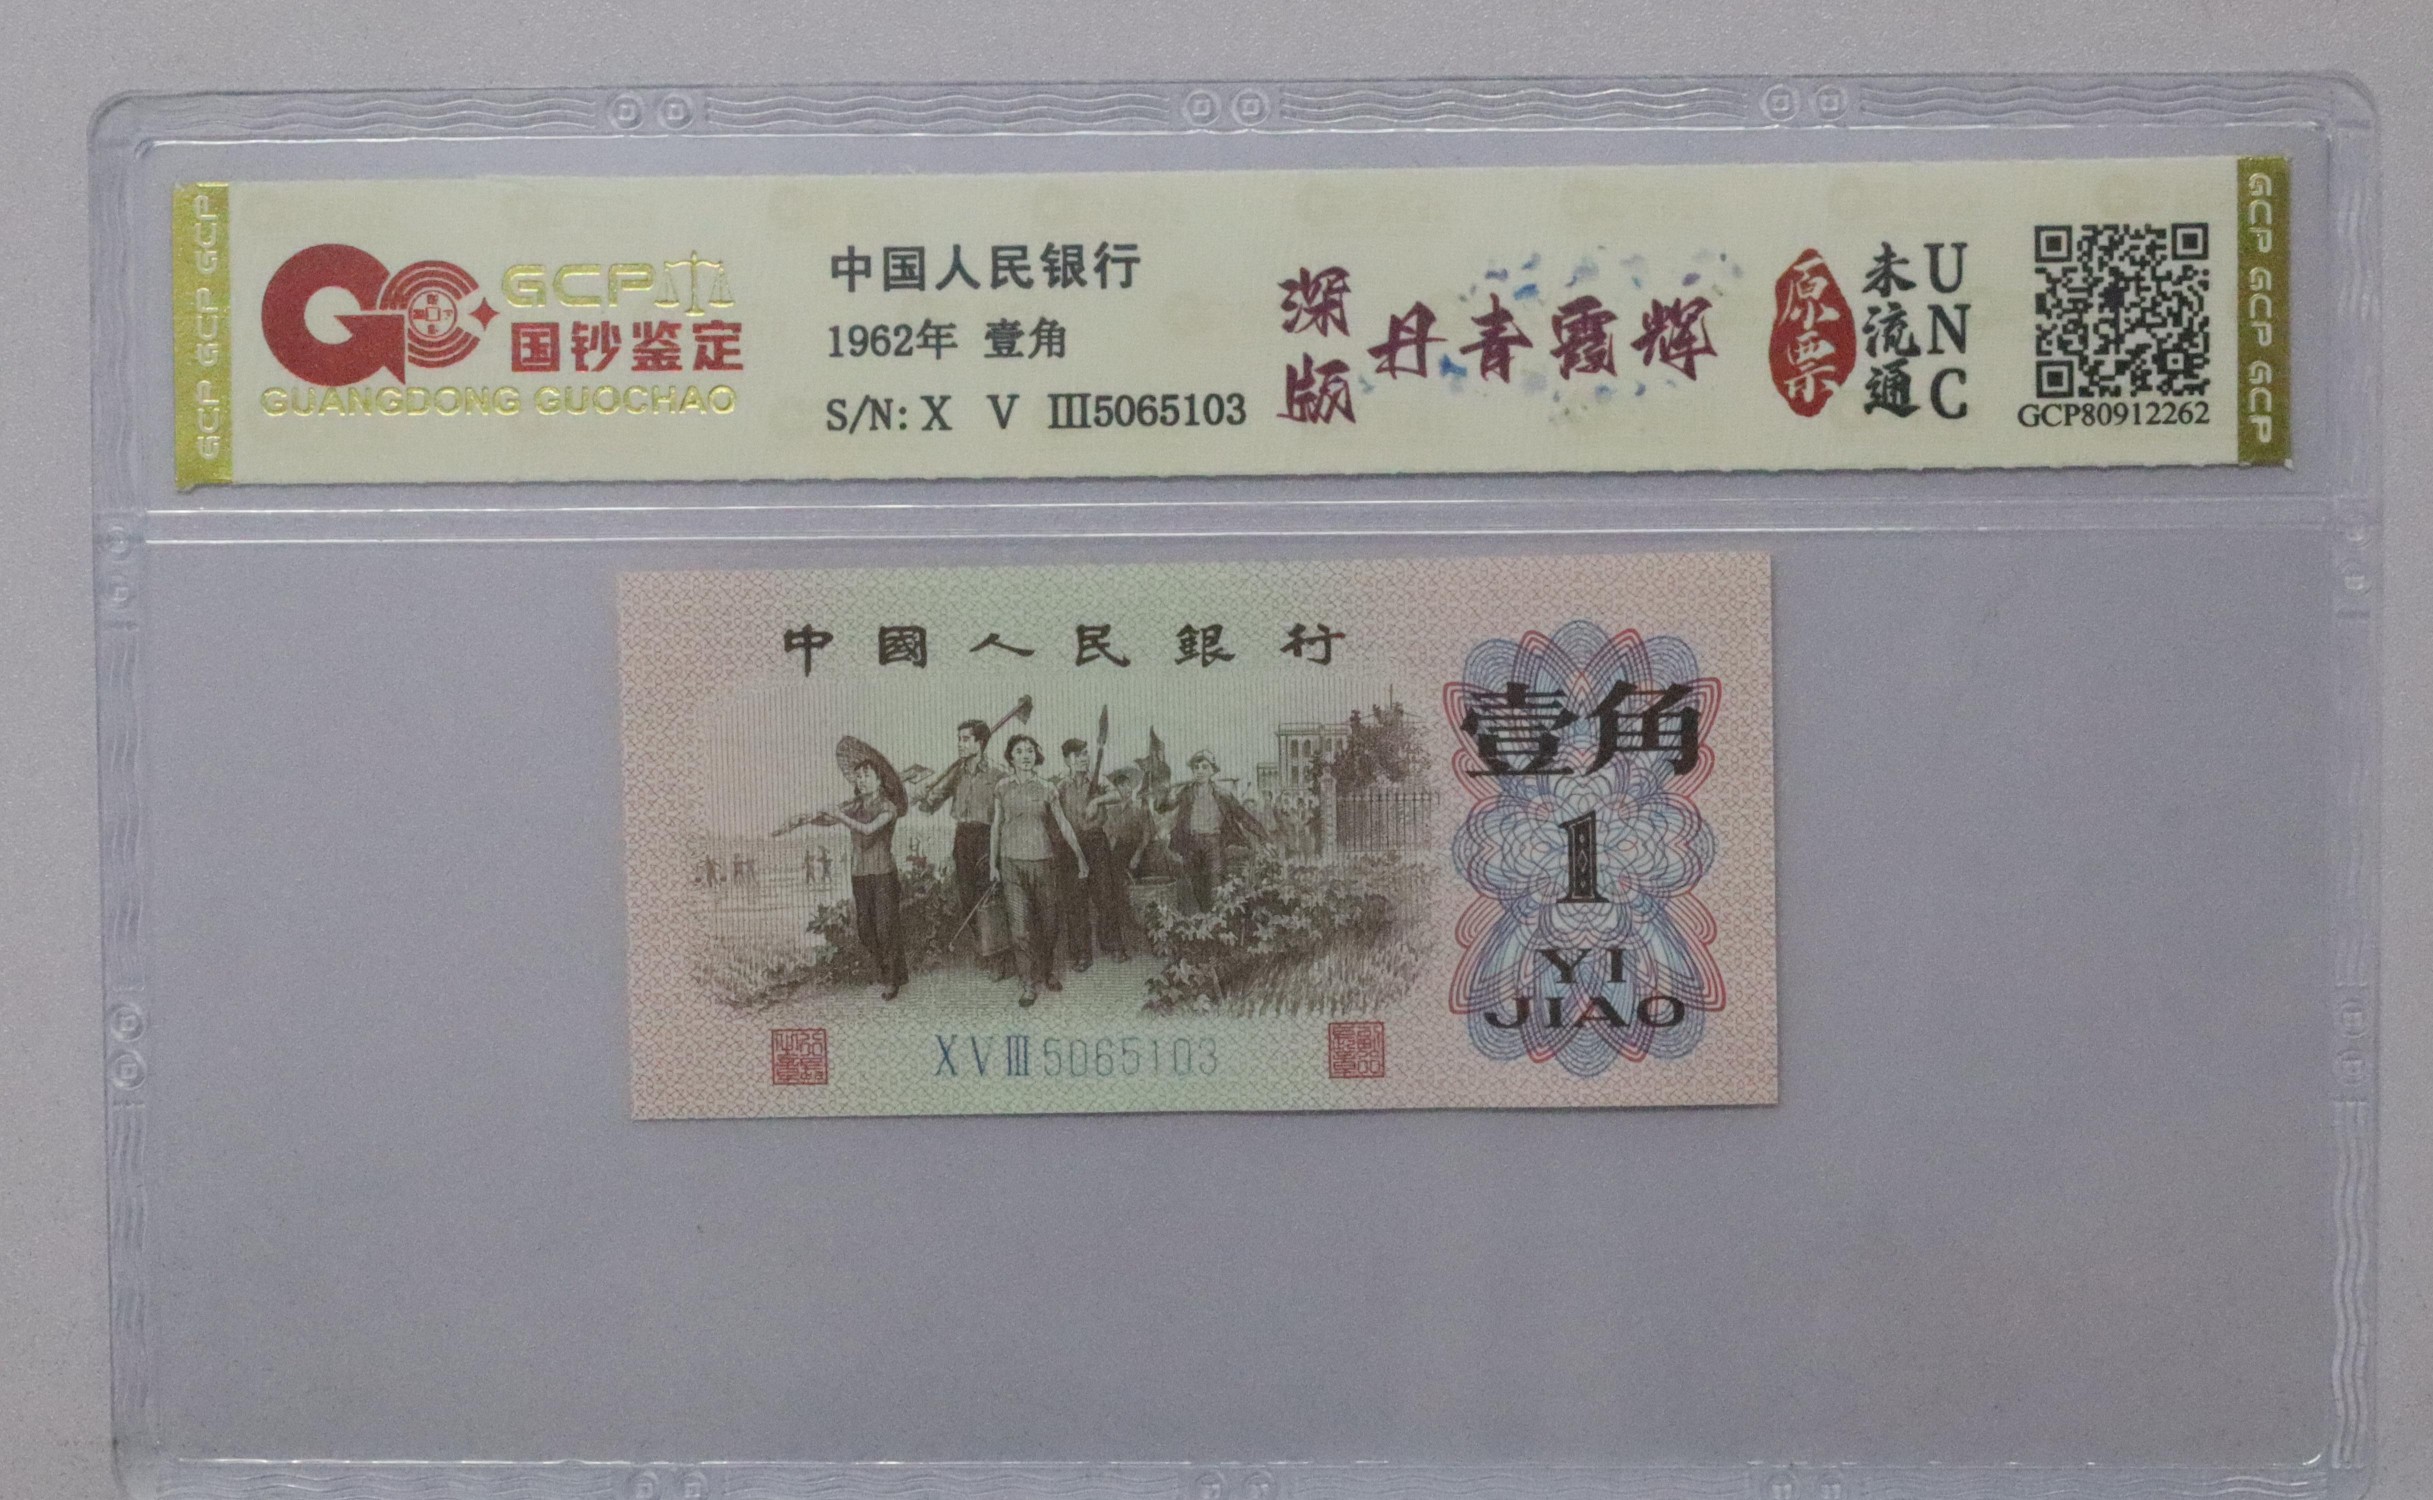 GCP GCP GCP
GCP
国钞鉴定
GUANGDONG GUOCHAO
中国人民银行
1962年 壹角
S/N: X V III5065103
深版
丹青霞辉
原票
未流通
UNC
GCP80912262
GCP GCP GCP
中國人民銀行
壹角
1
YI
JIAO
X V III 5065103